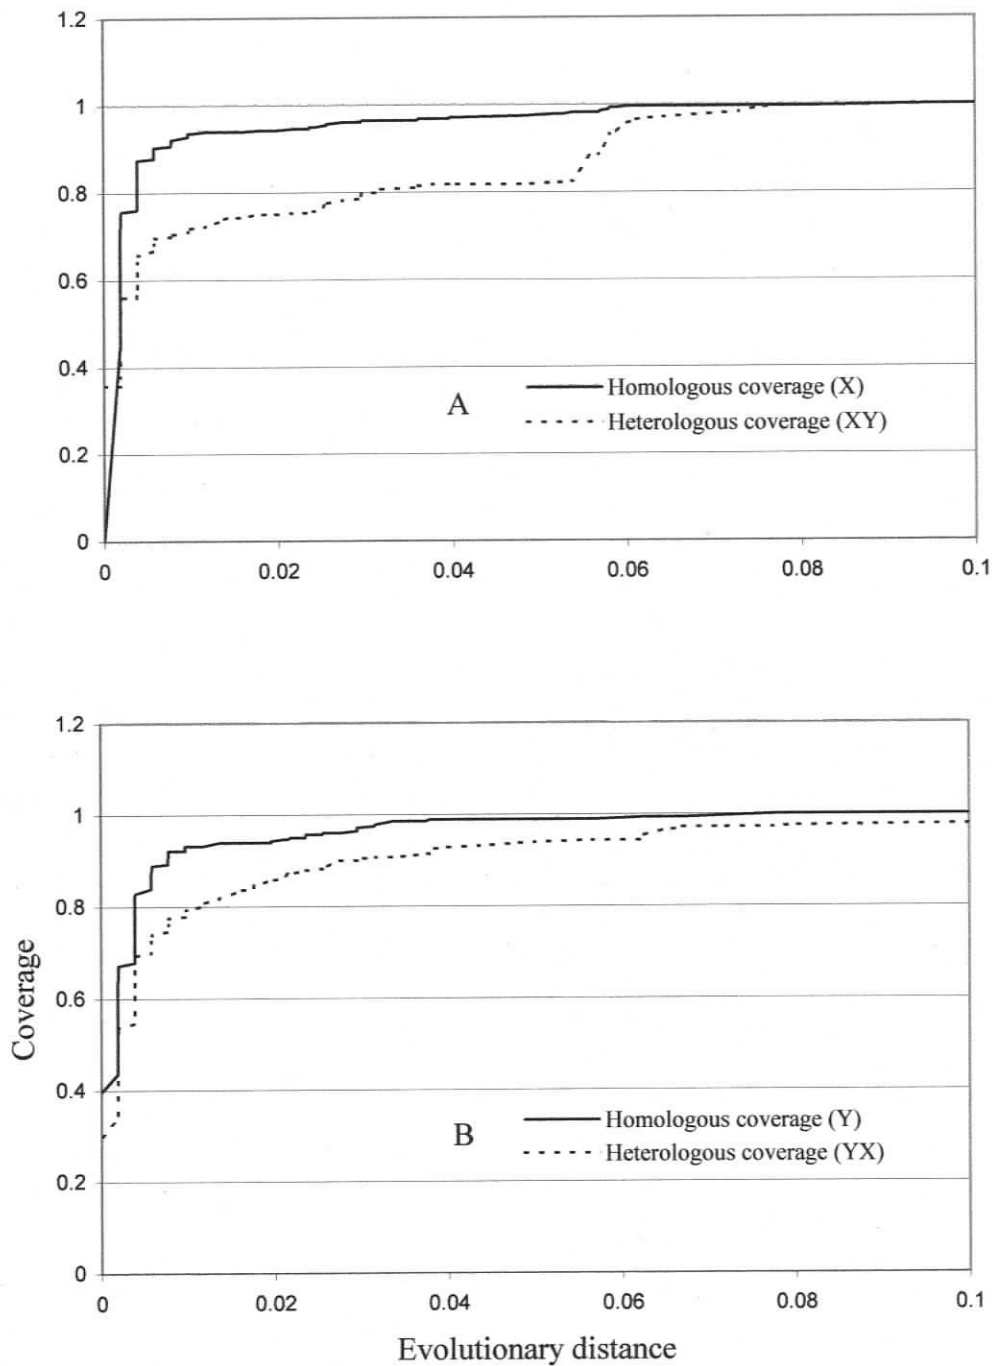 1.2
1
0.8
0.6
0.4
0.2
0
A
Homologous coverage (X)
Heterologous coverage (XY)
0 0.02 0.04 0.06 0.08 0.1
1.2
1
0.8
0.6
0.4
0.2
0
Coverage
B
Homologous coverage (Y)
Heterologous coverage (YX)
0 0.02 0.04 0.06 0.08 0.1
Evolutionary distance